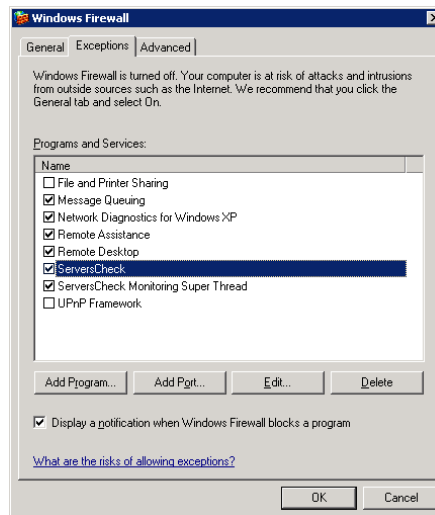 Windows Firewall
General Exceptions Advanced
Windows Firewall is turned off. Your computer is at risk of attacks and intrusions
from outside sources such as the Internet. We recommend that you click the
General tab and select On.
Programs and Services:
Name
File and Printer Sharing
Message Queuing
Network Diagnostics for Windows XP
Remote Assistance
Remote Desktop
ServersCheck
ServersCheck Monitoring Super Thread
UPnP Framework
Add Program... Add Port... Edit... Delete
Display a notification when Windows Firewall blocks a program
What are the risks of allowing exceptions?
OK Cancel